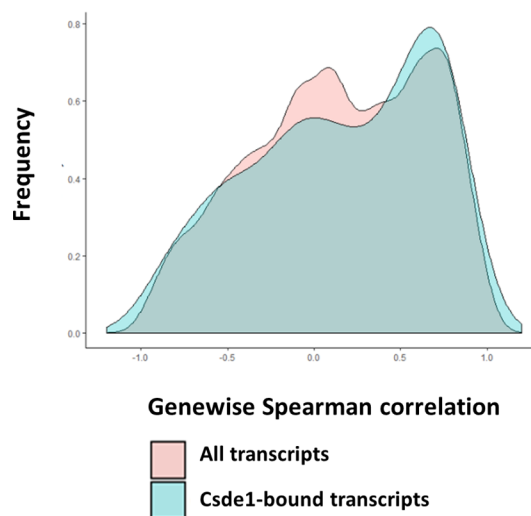 0.8
0.6
0.4
0.2
0.0
Frequency
-1.0
-0.5
0.0
0.5
1.0
Genewise Spearman correlation
All transcripts
Csde1-bound transcripts